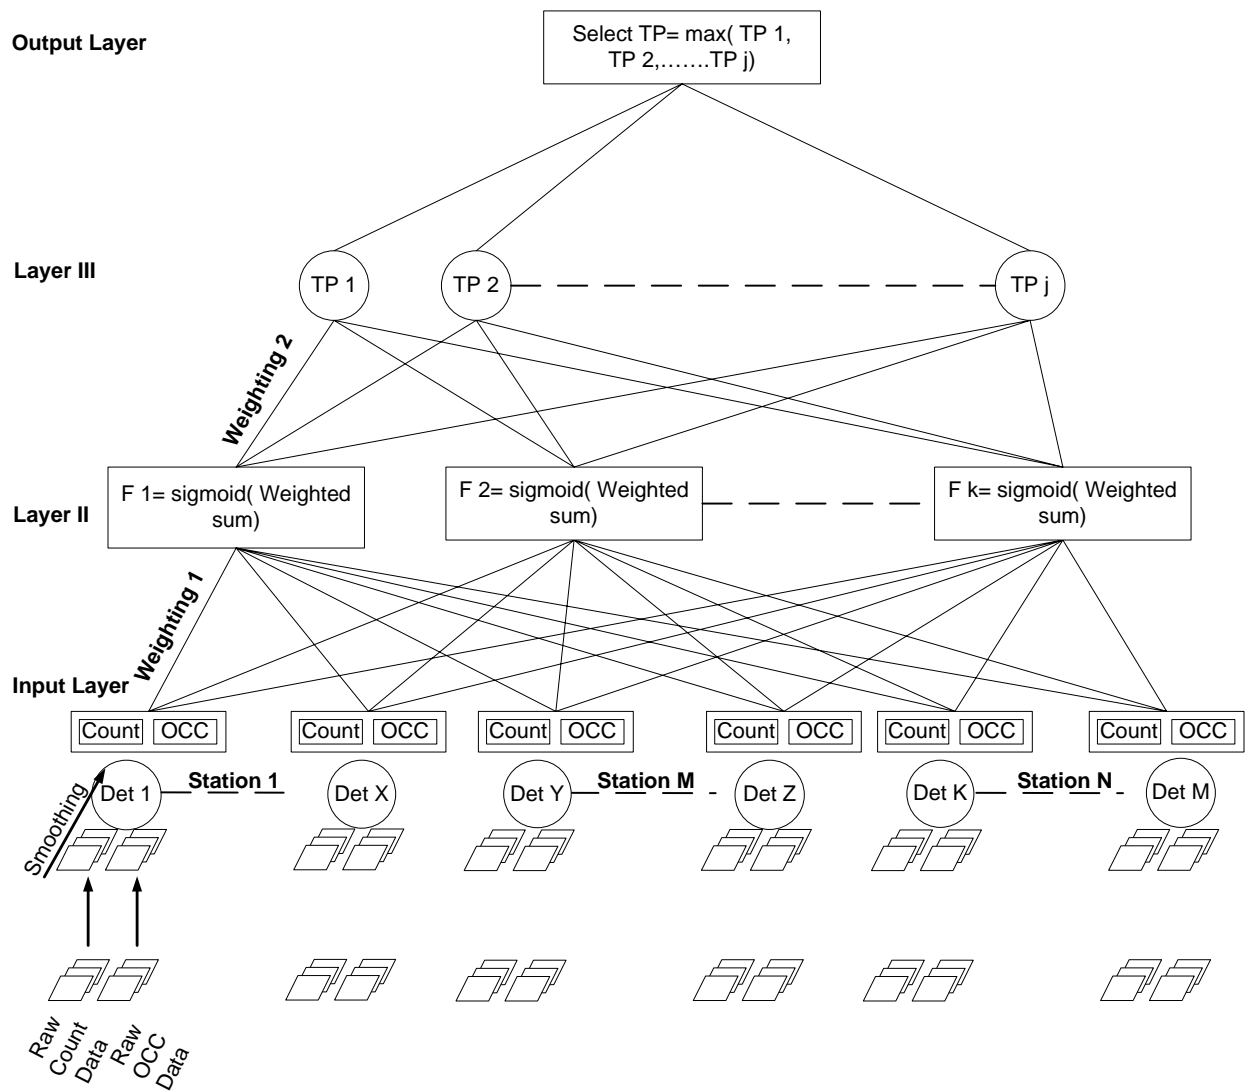 Output Layer
Select TP= max( TP 1,
TP 2,.......TP j)
Layer III
TP 1
TP 2
TP j
Weighting 2
Layer II
F 1= sigmoid( Weighted
sum)
F 2= sigmoid( Weighted
sum)
F k= sigmoid( Weighted
sum)
Weighting 1
Input Layer
Count OCC
Count OCC
Count OCC
Count OCC
Count OCC
Count OCC
Smoothing
Det 1
Station 1
Det X
Det Y
Station M
Det Z
Det K
Station N
Det M
Raw
Count
Data
Raw
OCC
Data